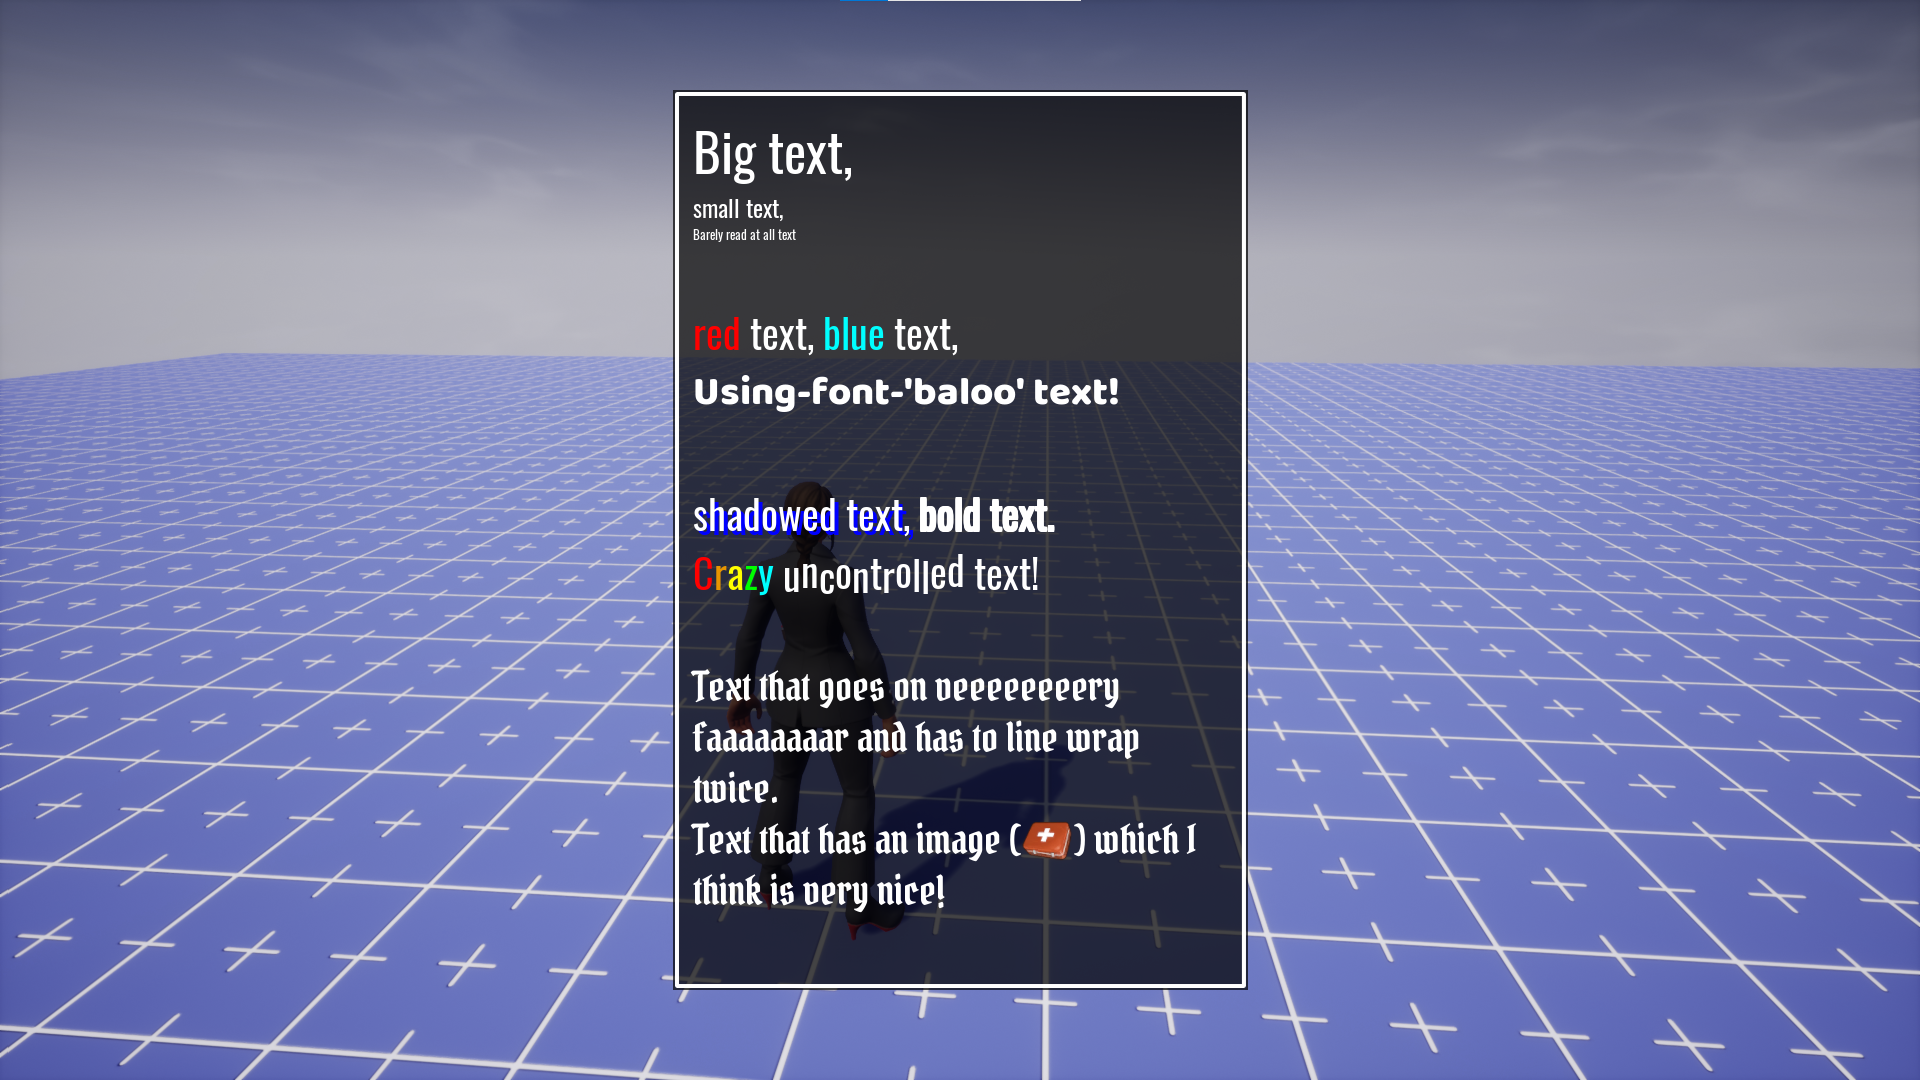 Big text,
small text,
Barely read at all text
red text, blue text,
Using-font-'baloo' text!
shadowed text, bold text.
Crazy uncontrolled text!
Text that goes on veeeeeeeery
faaaaaaaar and has to line wrap
twice.
Text that has an image () which I
think is very nice!